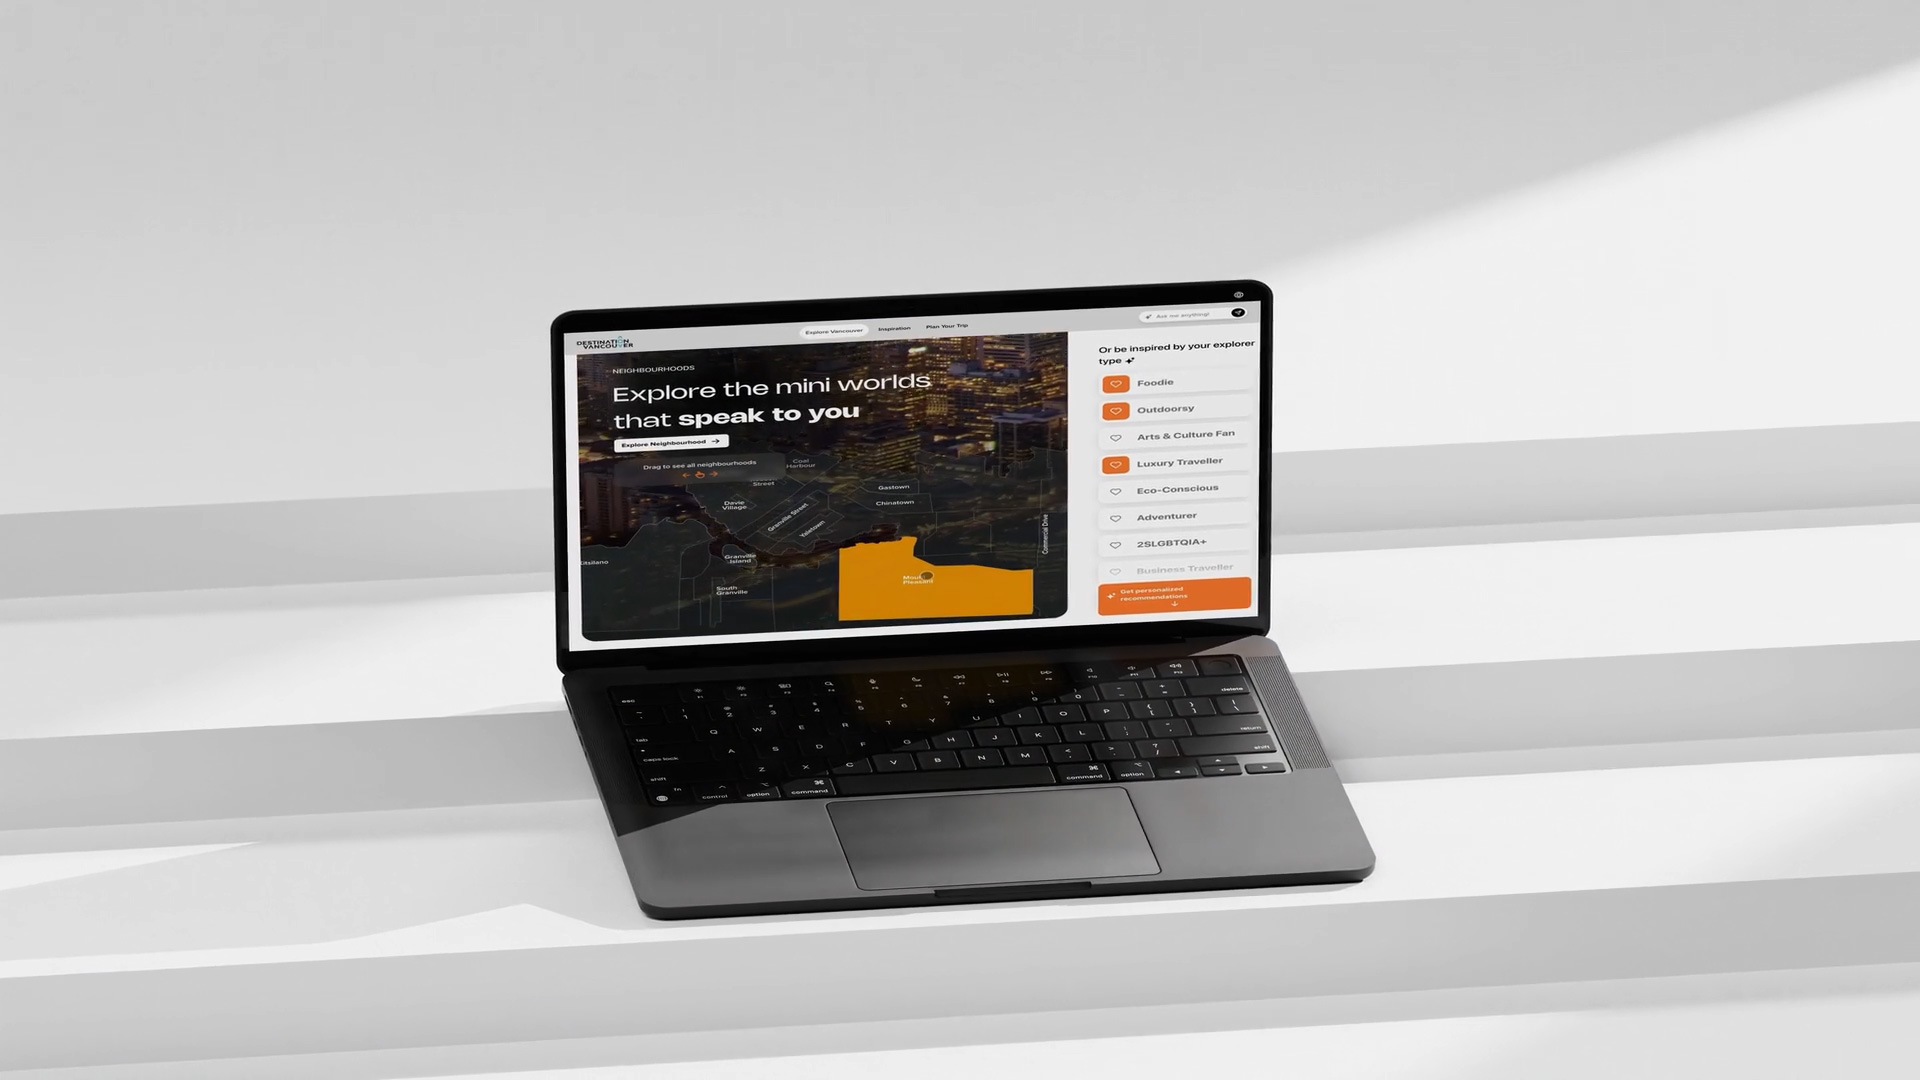 DESTINATION
VANCOUVER
Explore Vancouver
Inspiration
Plan Your Trip
Ask me anything!
NEIGHBOURHOODS
Explore the mini worlds
that speak to you
Explore Neighbourhood →
Drag to see all neighbourhoods
Coal
Harbour
Street
Davie
Village
Granville Street
Yaletown
Gastown
Chinatown
Commercial Drive
Granville
Island
South
Granville
Pleasant
Or be inspired by your explorer
type
Foodie
Outdoorsy
Arts & Culture Fan
Luxury Traveller
Eco-Conscious
Adventurer
2SLGBTQIA+
Business Traveller
Get personalized
recommendations
esc
delete
tab
Q W E R T Y U I O P
return
caps lock
A S D F G H J K L
shift
Z X C V B N M
shift
fn
control
option
command
command
option